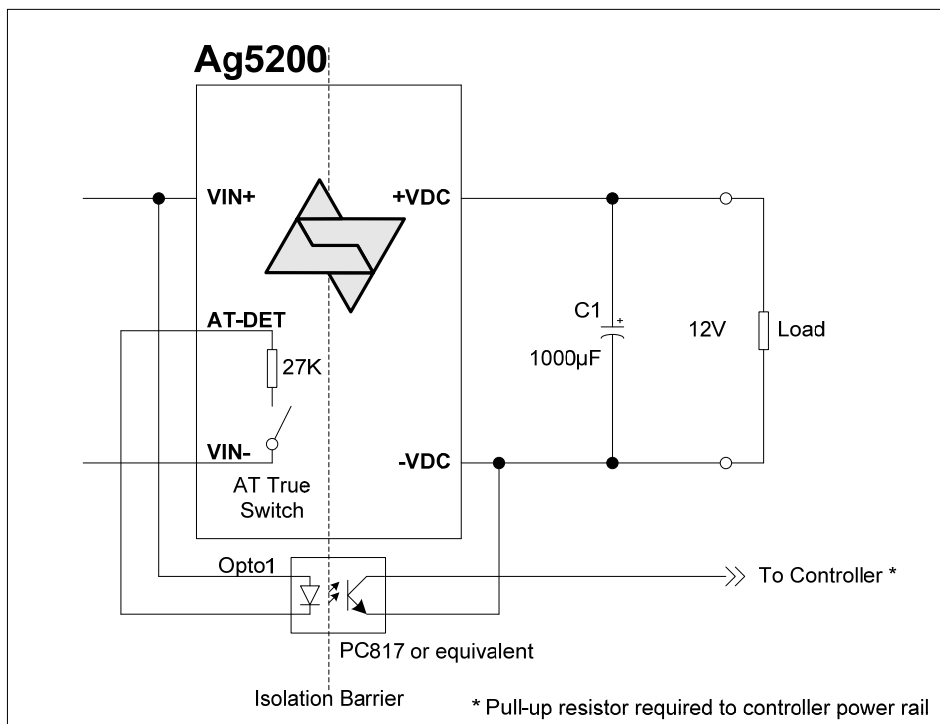 Ag5200
VIN+
+VDC
AT-DET
27K
C1
+
1000µF
12V
Load
VIN-
-VDC
AT True
Switch
Opto1
To Controller *
PC817 or equivalent
Isolation Barrier
* Pull-up resistor required to controller power rail